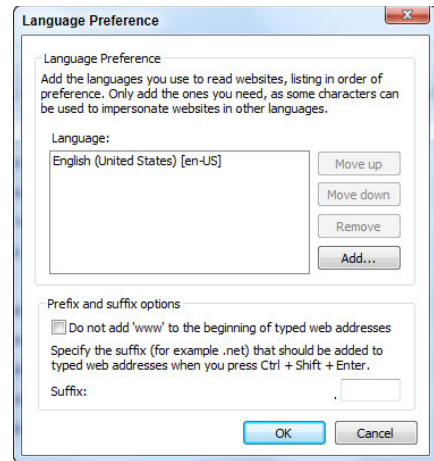 Language Preference
Language Preference
Add the languages you use to read websites, listing in order of
preference. Only add the ones you need, as some characters can
be used to impersonate websites in other languages.
Language:
English (United States) [en-US]
Move up
Move down
Remove
Add...
Prefix and suffix options
Do not add 'www' to the beginning of typed web addresses
Specify the suffix (for example .net) that should be added to
typed web addresses when you press Ctrl + Shift + Enter.
Suffix: .
OK Cancel